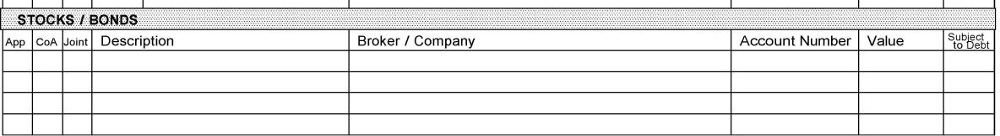 STOCKS / BONDS
App CoA Joint Description Broker / Company Account Number Value Subject to Debt